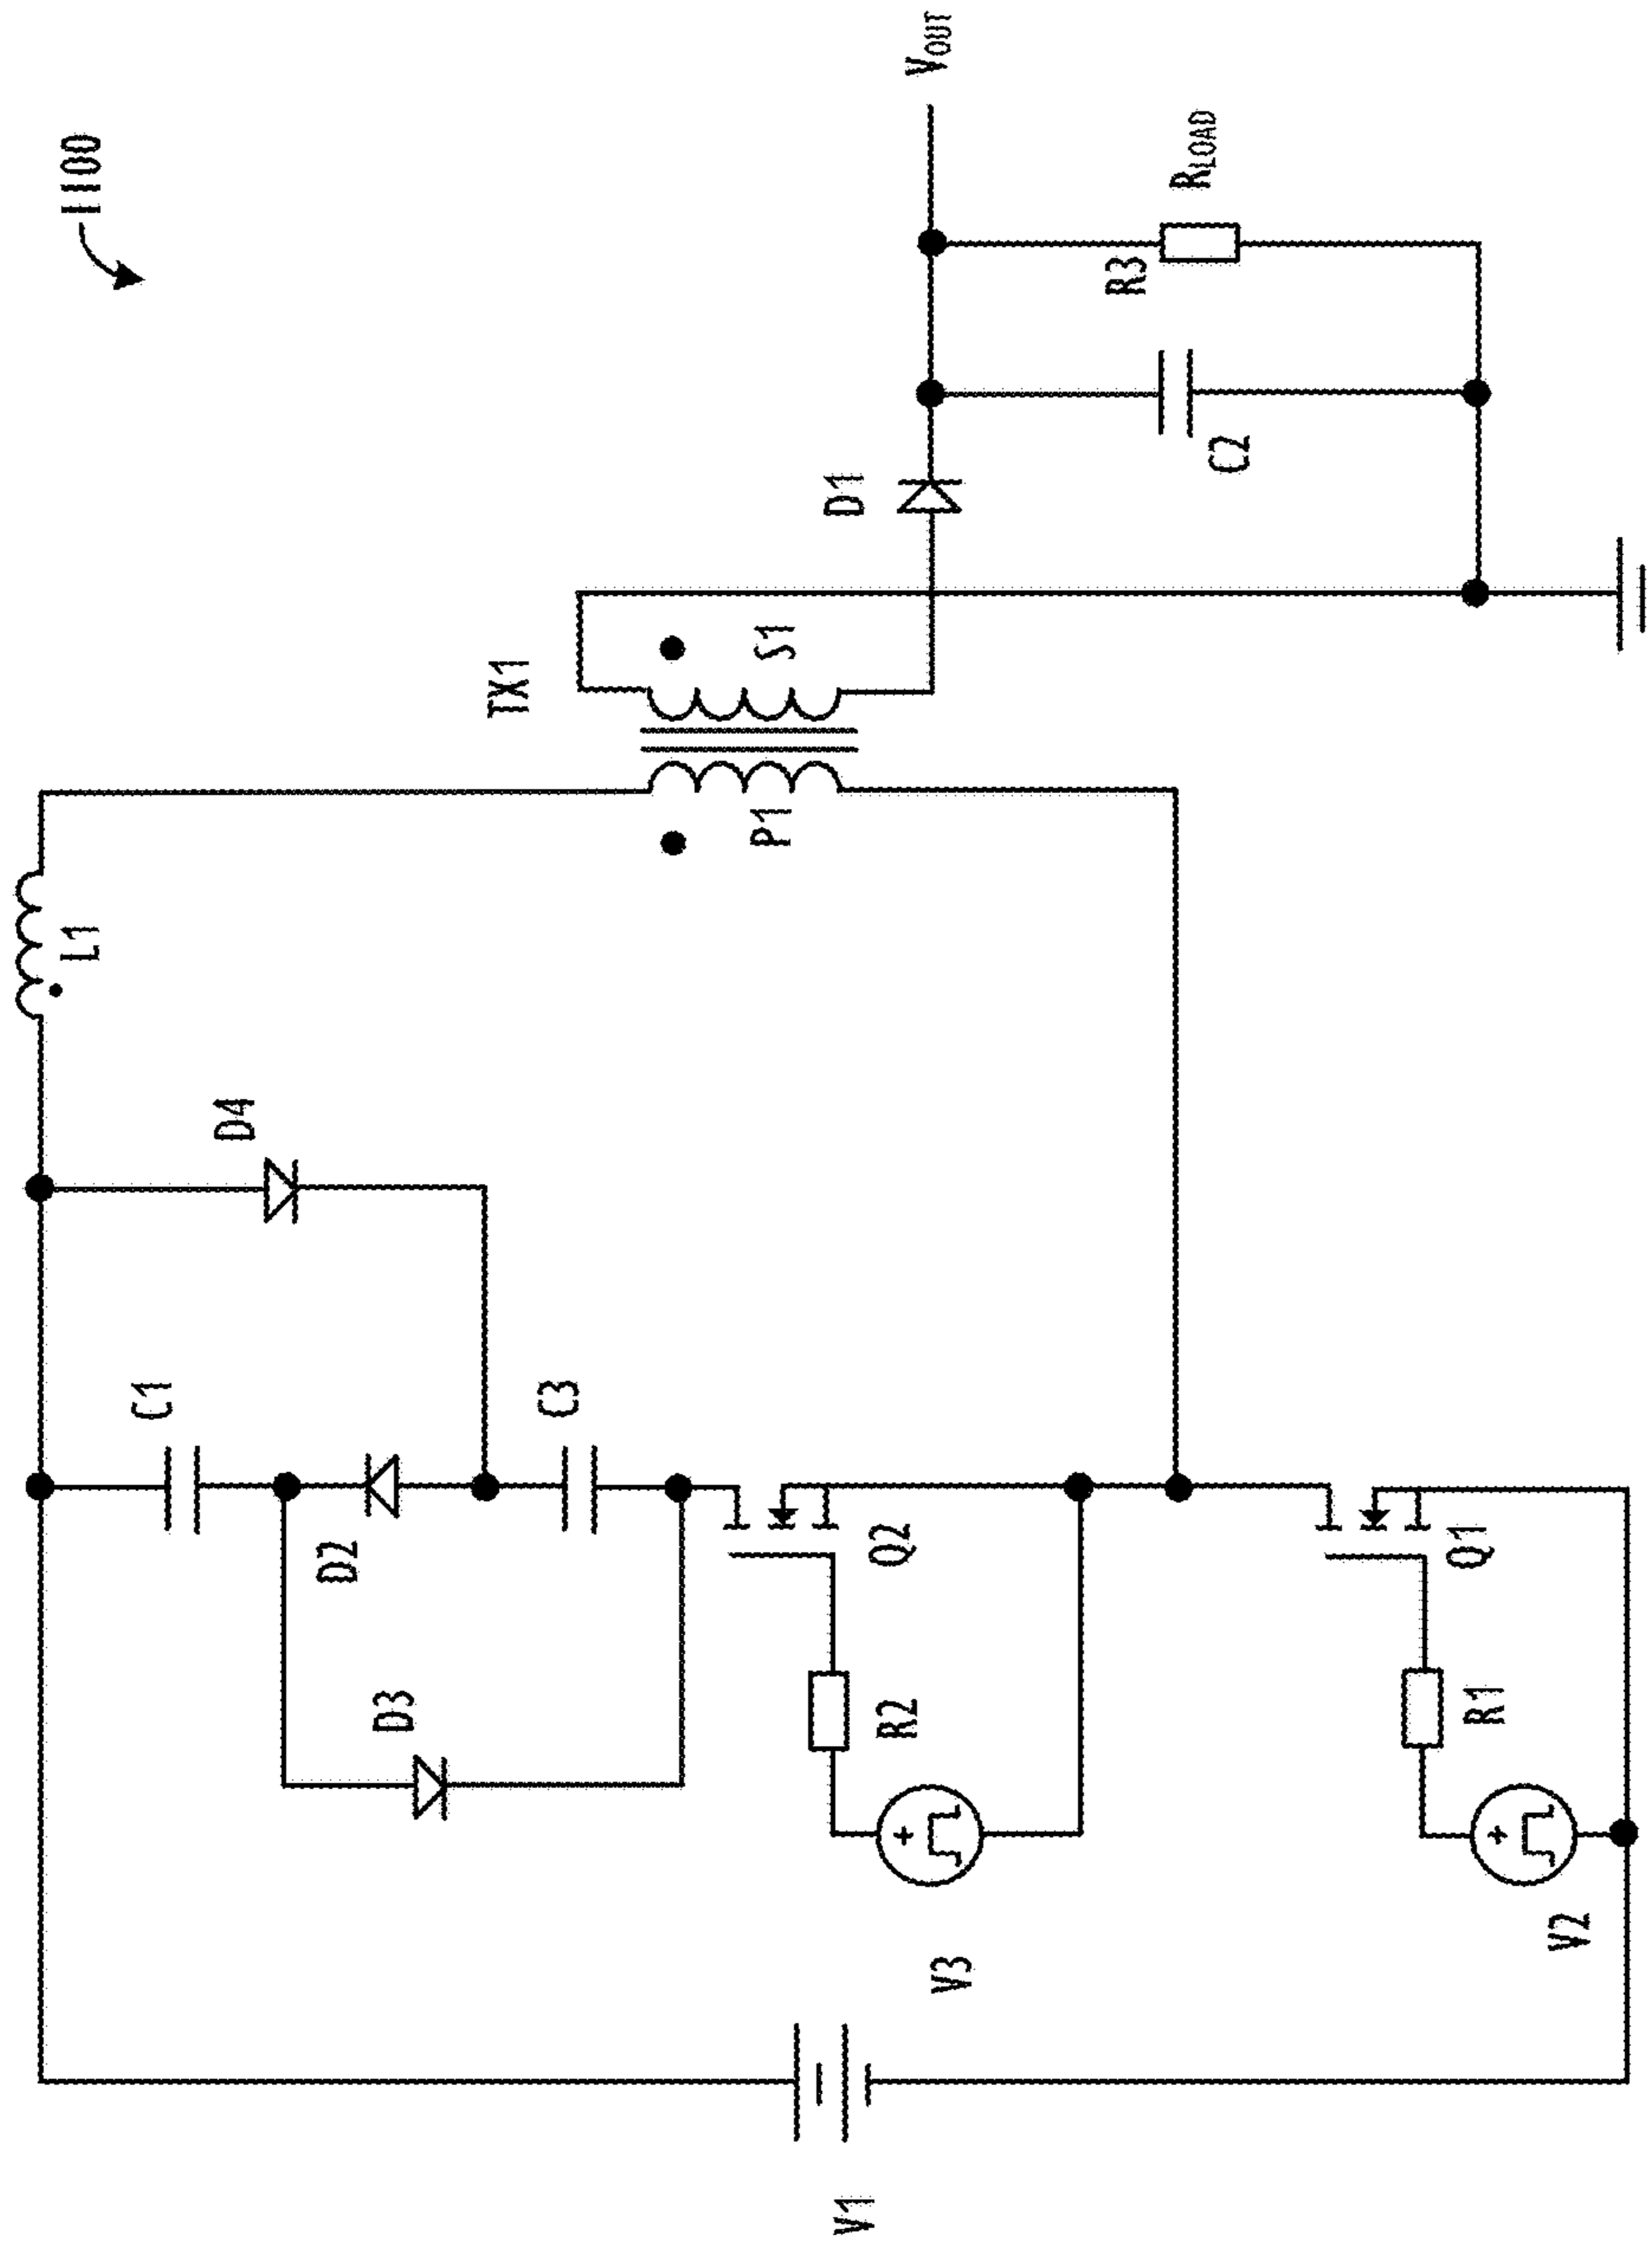 1100
L1
D4
C1
C3
D2
D3
Q2
R2
V3
V1
Q1
R1
V2
TX1
P1
S1
D1
VOUT
C2
R3
RLOAD
+
+